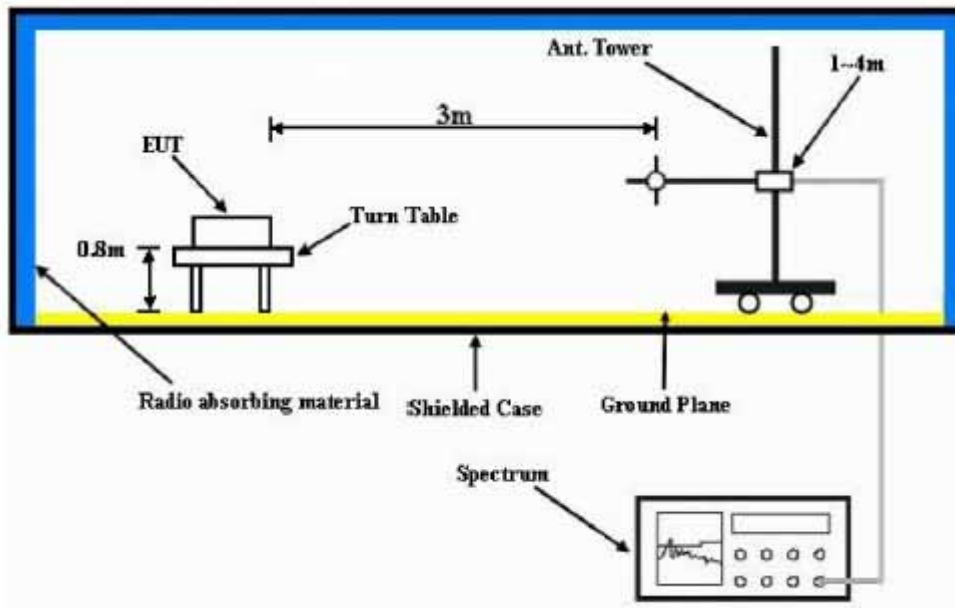 Ant. Tower
1~4m
3m
EUT
Turn Table
0.8m
Radio absorbing material
Shielded Case
Ground Plane
Spectrum